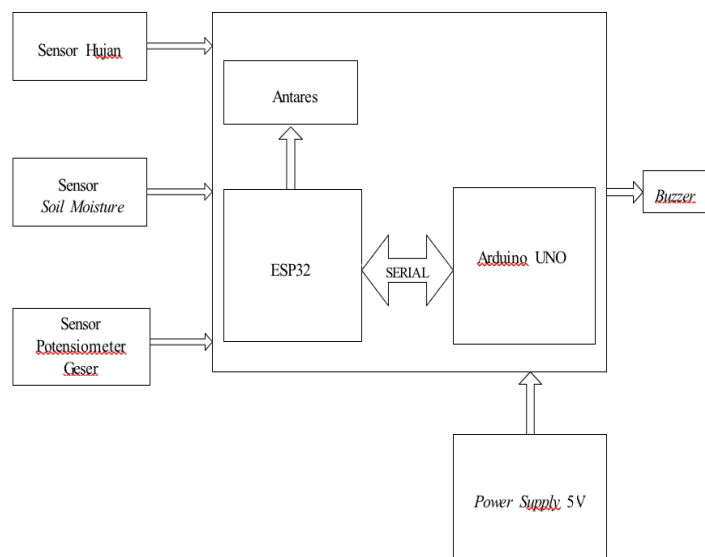 Sensor Hujan
Antares
Sensor
Soil Moisture
Buzzer
ESP32
SERIAL
Arduino UNO
Sensor
Potensiometer
Geser
Power Supply 5V